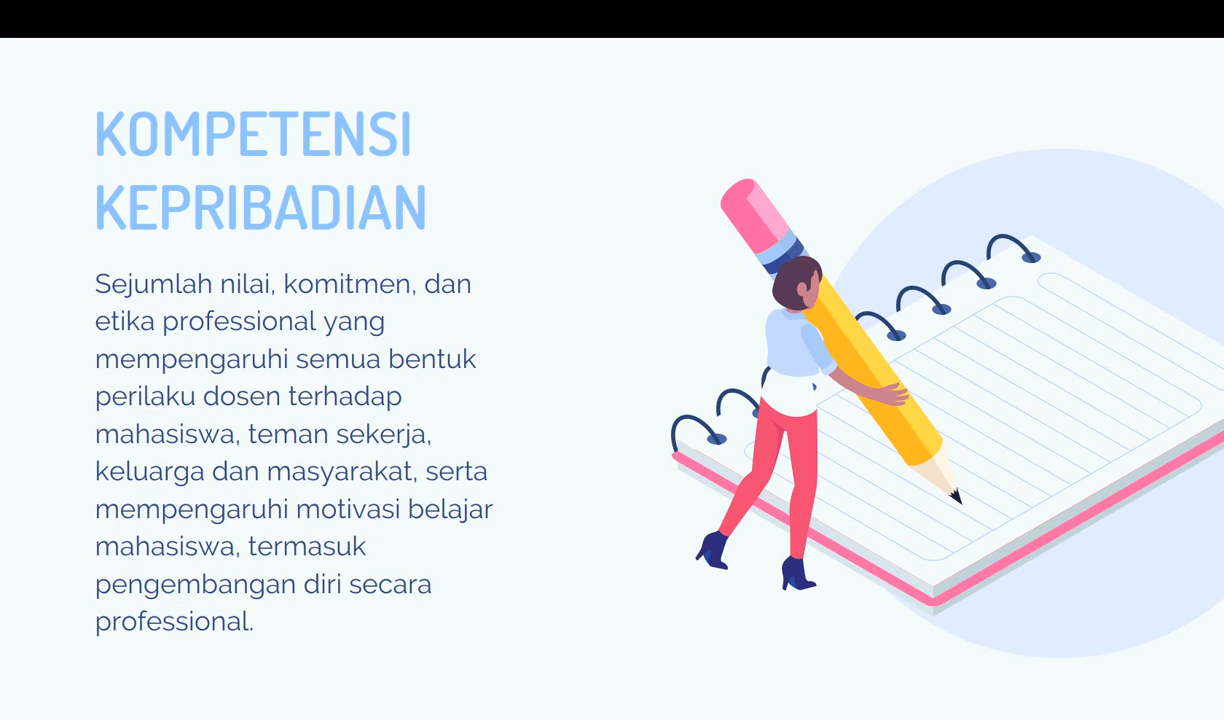 KOMPETENSI
KEPRIBADIAN
Sejumlah nilai, komitmen, dan
etika professional yang
mempengaruhi semua bentuk
perilaku dosen terhadap
mahasiswa, teman sekerja,
keluarga dan masyarakat, serta
mempengaruhi motivasi belajar
mahasiswa, termasuk
pengembangan diri secara
professional.